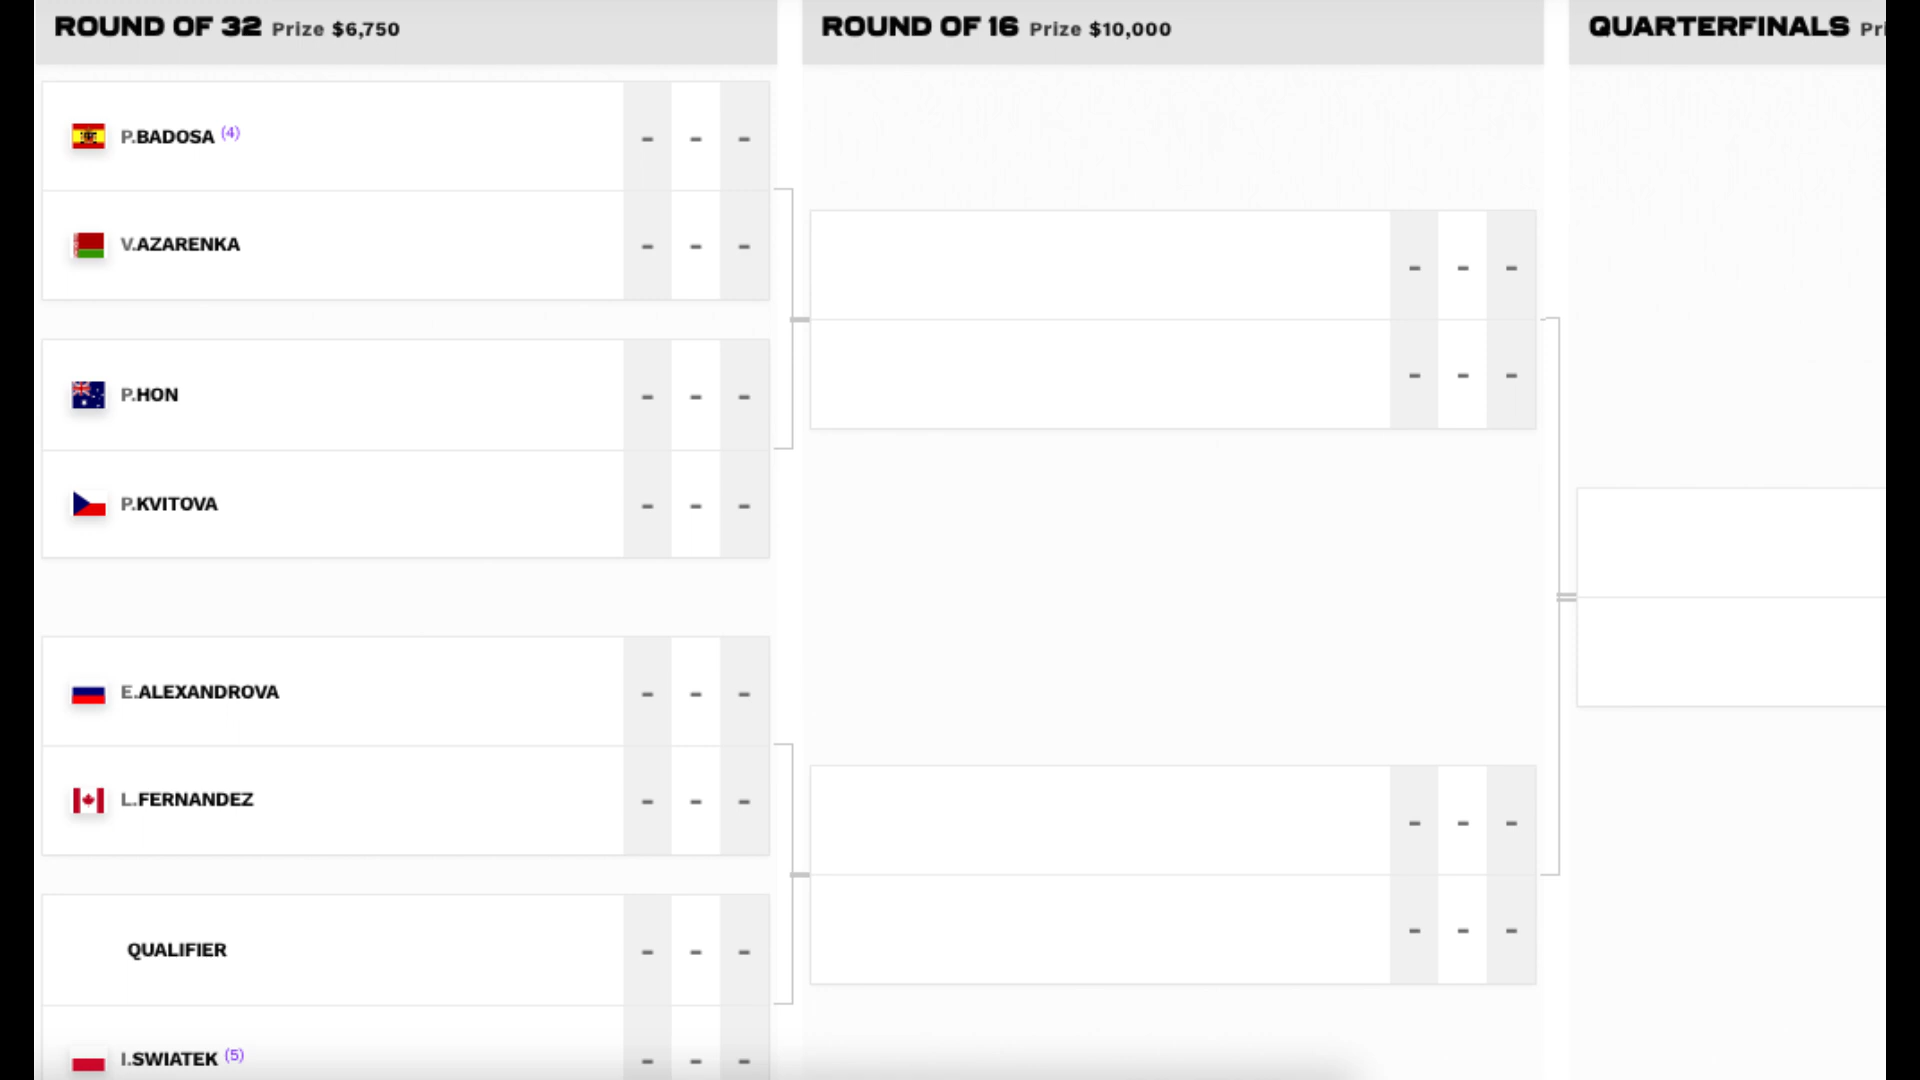 ROUND OF 32 Prize $6,750
P.BADOSA (4) - - -
V.AZARENKA - - -
P.HON - - -
P.KVITOVA - - -
E.ALEXANDROVA - - -
L.FERNANDEZ - - -
QUALIFIER - - -
I.SWIATEK (5) - - -
ROUND OF 16 Prize $10,000
- - -
- - -
- - -
- - -
QUARTERFINALS Pri